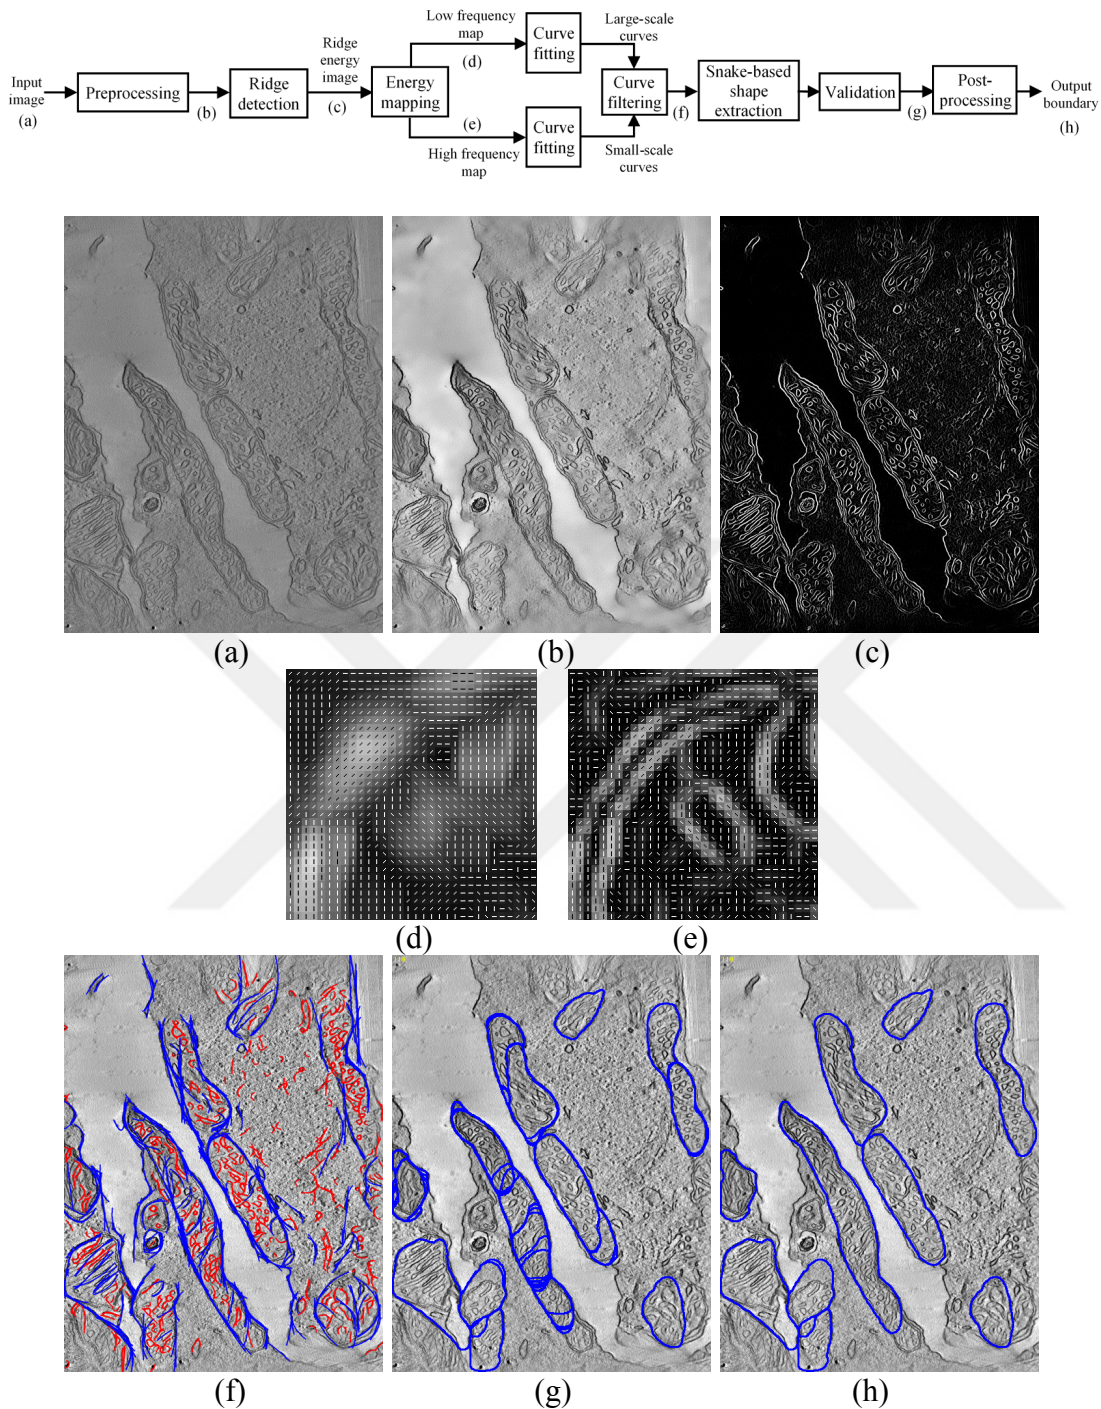 Input image
(a)
Preprocessing
(b)
Ridge detection
Ridge energy image
(c)
Energy mapping
Low frequency map
(d)
(e)
High frequency map
Curve fitting
Curve fitting
Large-scale curves
Curve filtering
Small-scale curves
(f)
Snake-based shape extraction
Validation
(g)
Post-processing
Output boundary
(h)
(a)
(b)
(c)
(d)
(e)
(f)
(g)
(h)